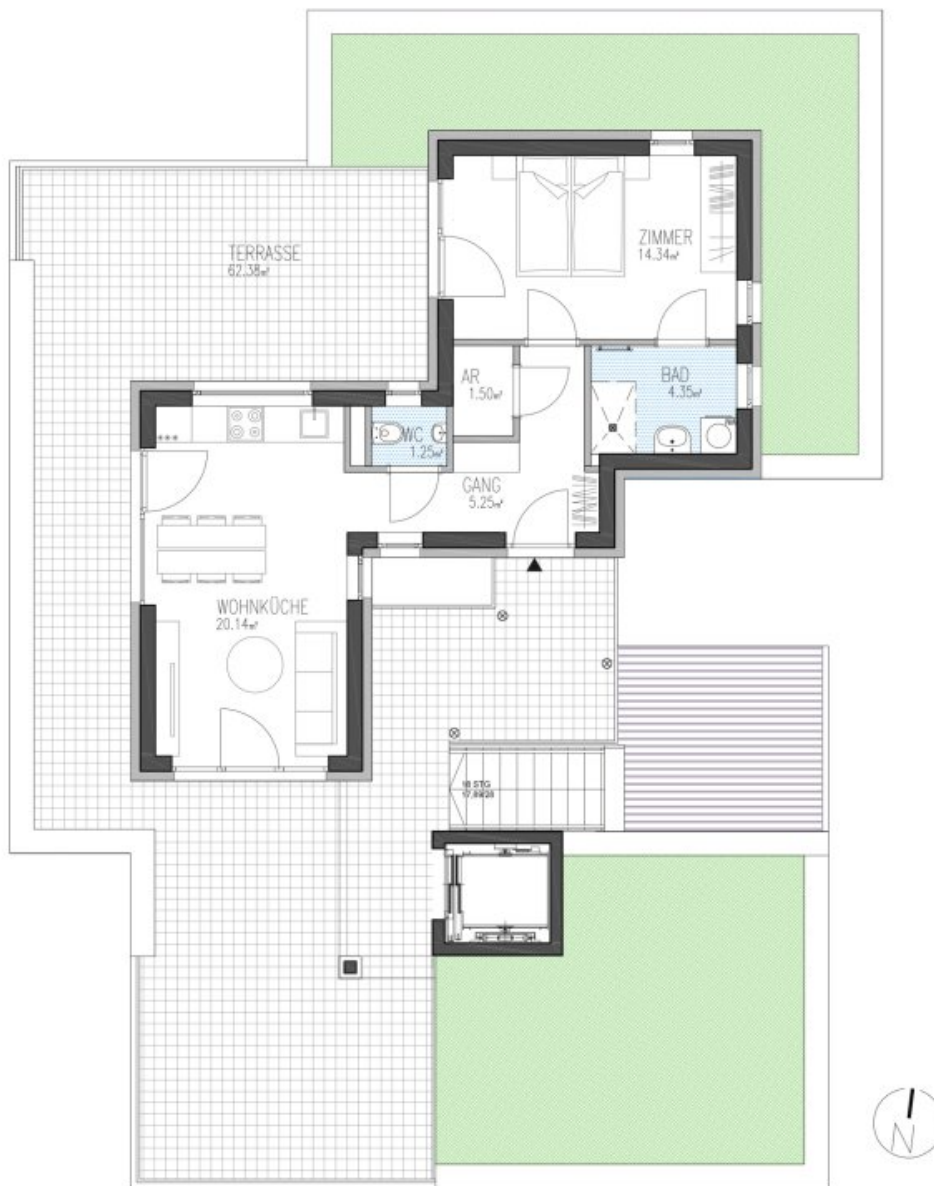 TERRASSE
62.38m²
ZIMMER
14.34m²
AR
1.50m²
BAD
4.35m²
WC
1.25m²
GANG
5.25m²
WOHNKÜCHE
20.14m²
18 STG
N